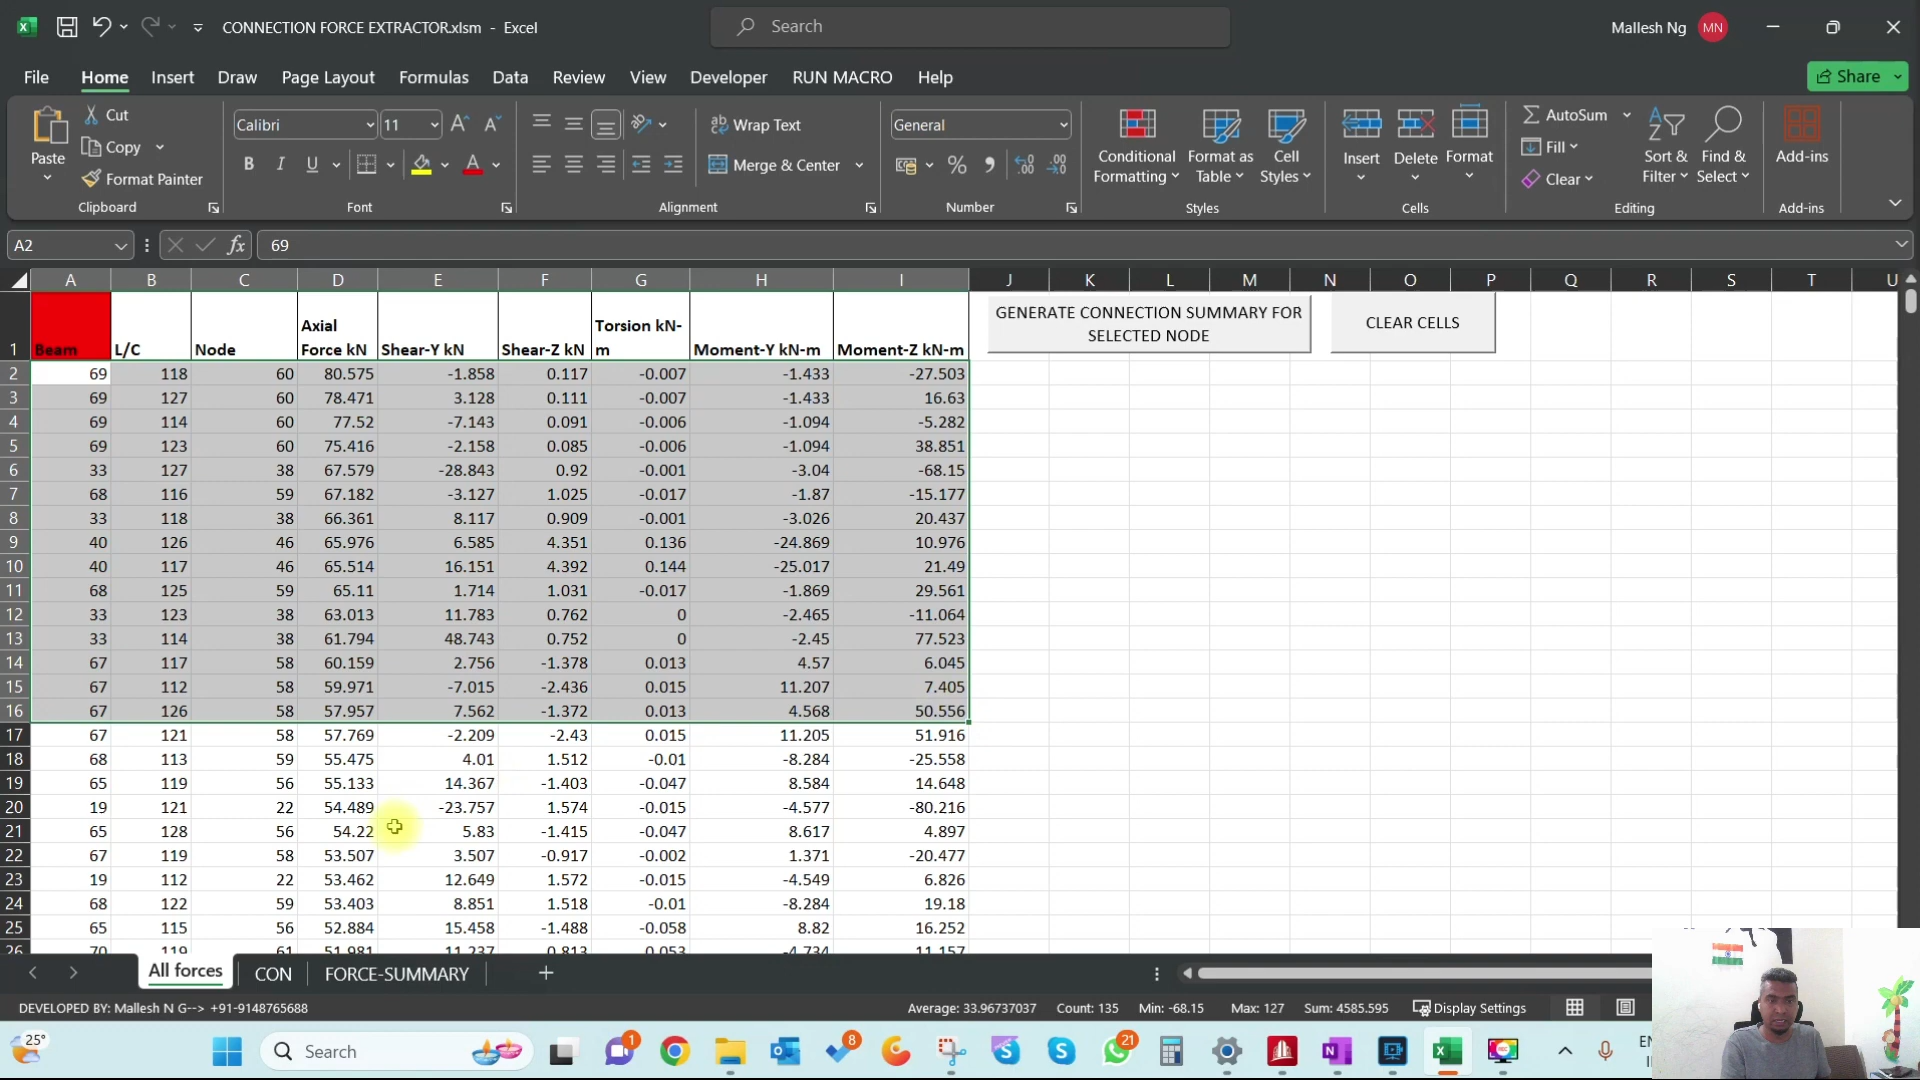 CONNECTION FORCE EXTRACTOR.xlsm - Excel
Search
Mallesh Ng MN
File Home Insert Draw Page Layout Formulas Data Review View Developer RUN MACRO Help
Share
Paste
Cut
Copy
Format Painter
Clipboard
Calibri 11
B I U A
Font
Wrap Text
Merge & Center
Alignment
General
Number
Conditional Formatting
Format as Table
Cell Styles
Styles
Insert Delete Format
Cells
AutoSum
Fill
Clear
Sort & Filter
Find & Select
Editing
Add-ins
Add-ins
A2 fx 69
A B C D E F G H I J K L M N O P Q R S T U
1 Beam L/C Node Axial Force kN Shear-Y kN Shear-Z kN Torsion kN-m Moment-Y kN-m Moment-Z kN-m
GENERATE CONNECTION SUMMARY FOR
SELECTED NODE
CLEAR CELLS
2 69 118 60 80.575 -1.858 0.117 -0.007 -1.433 -27.503
3 69 127 60 78.471 3.128 0.111 -0.007 -1.433 16.63
4 69 114 60 77.52 -7.143 0.091 -0.006 -1.094 -5.282
5 69 123 60 75.416 -2.158 0.085 -0.006 -1.094 38.851
6 33 127 38 67.579 -28.843 0.92 -0.001 -3.04 -68.15
7 68 116 59 67.182 -3.127 1.025 -0.017 -1.87 -15.177
8 33 118 38 66.361 8.117 0.909 -0.001 -3.026 20.437
9 40 126 46 65.976 6.585 4.351 0.136 -24.869 10.976
10 40 117 46 65.514 16.151 4.392 0.144 -25.017 21.49
11 68 125 59 65.11 1.714 1.031 -0.017 -1.869 29.561
12 33 123 38 63.013 11.783 0.762 0 -2.465 -11.064
13 33 114 38 61.794 48.743 0.752 0 -2.45 77.523
14 67 117 58 60.159 2.756 -1.378 0.013 4.57 6.045
15 67 112 58 59.971 -7.015 -2.436 0.015 11.207 7.405
16 67 126 58 57.957 7.562 -1.372 0.013 4.568 50.556
17 67 121 58 57.769 -2.209 -2.43 0.015 11.205 51.916
18 68 113 59 55.475 4.01 1.512 -0.01 -8.284 -25.558
19 65 119 56 55.133 14.367 -1.403 -0.047 8.584 14.648
20 19 121 22 54.489 -23.757 1.574 -0.015 -4.577 -80.216
21 65 128 56 54.22 5.83 -1.415 -0.047 8.617 4.897
22 67 119 58 53.507 3.507 -0.917 -0.002 1.371 -20.477
23 19 112 22 53.462 12.649 1.572 -0.015 -4.549 6.826
24 68 122 59 53.403 8.851 1.518 -0.01 -8.284 19.18
25 65 115 56 52.884 15.458 -1.488 -0.058 8.82 16.252
26 70 119 61 51.981 11.237 0.813 0.053 -4.734 11.157
All forces CON FORCE-SUMMARY
DEVELOPED BY: Mallesh N G--> +91-9148765688
Average: 33.96737037 Count: 135 Min: -68.15 Max: 127 Sum: 4585.595 Display Settings
25° Search 1 8 21